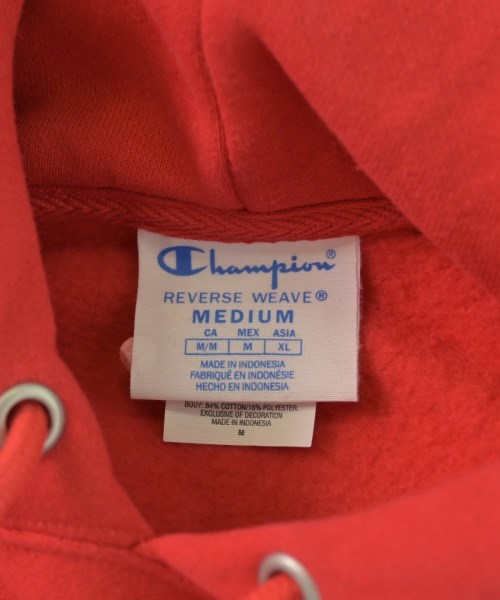 Champion
REVERSE WEAVE®
MEDIUM
CA MEX ASIA
M/M M XL
MADE IN INDONESIA
FABRIQUÉ EN INDONÉSIE
HECHO EN INDONESIA
BODY: 84% COTTON/16% POLYESTER.
EXCLUSIVE OF DECORATION
MADE IN INDONESIA
M